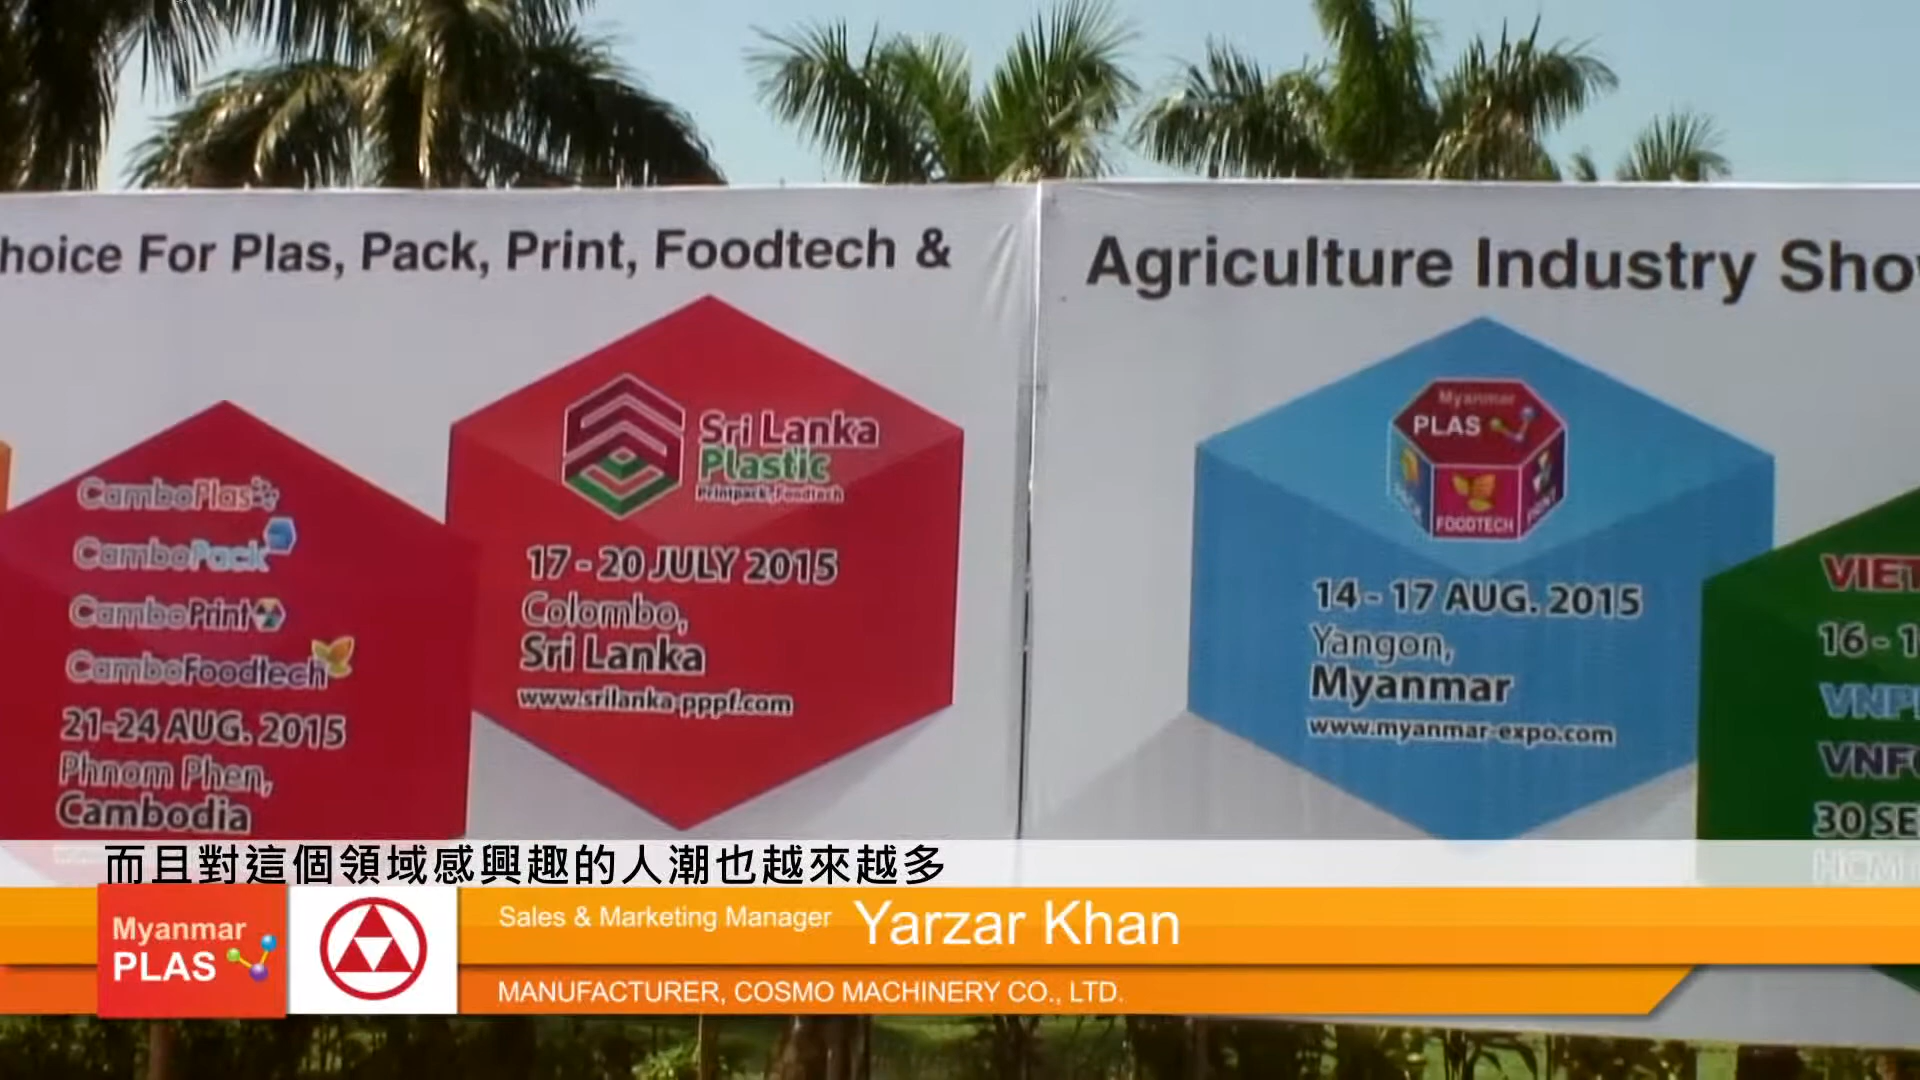 hoice For Plas, Pack, Print, Foodtech &
Agriculture Industry Sho
CamboPlas
CamboPack
CamboPrint
CamboFoodtech
21-24 AUG. 2015
Phnom Phen,
Cambodia
Sri Lanka
Plastic
Printpack, Foodtech
17 - 20 JULY 2015
Colombo,
Sri Lanka
www.srilanka-pppf.com
Myanmar
PLAS
PACK
FOODTECH
PRINT
14 - 17 AUG. 2015
Yangon,
Myanmar
www.myanmar-expo.com
VIET
16 - 1
VNP
VNF
30 SE
HCM
而且對這個領域感興趣的人潮也越來越多
Myanmar
PLAS
Sales & Marketing Manager Yarzar Khan
MANUFACTURER, COSMO MACHINERY CO., LTD.